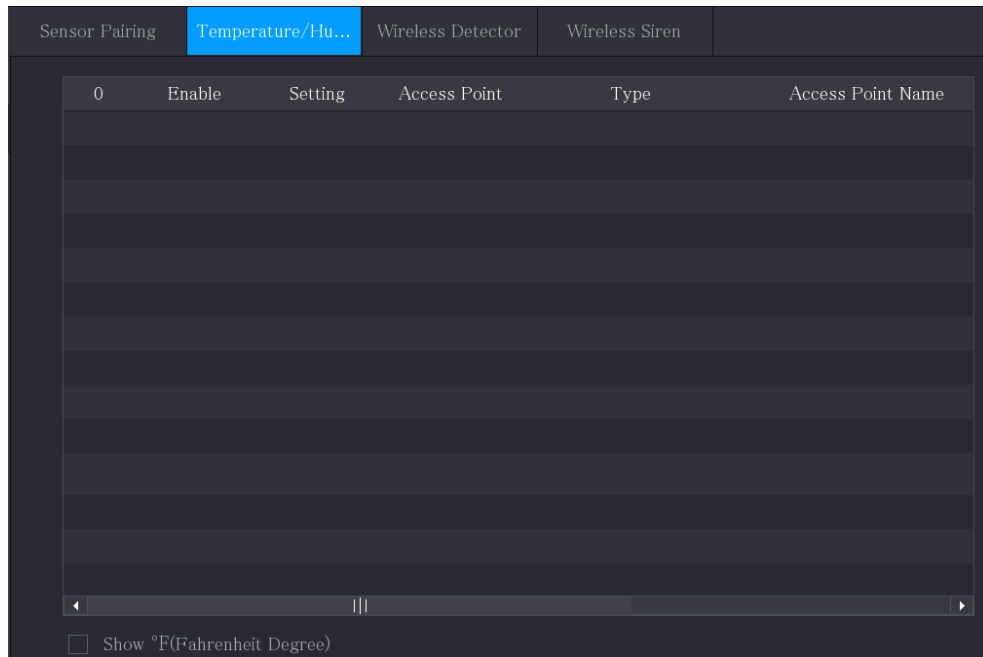 Sensor Pairing Temperature/Hu... Wireless Detector Wireless Siren
0 Enable Setting Access Point Type Access Point Name
Show °F(Fahrenheit Degree)